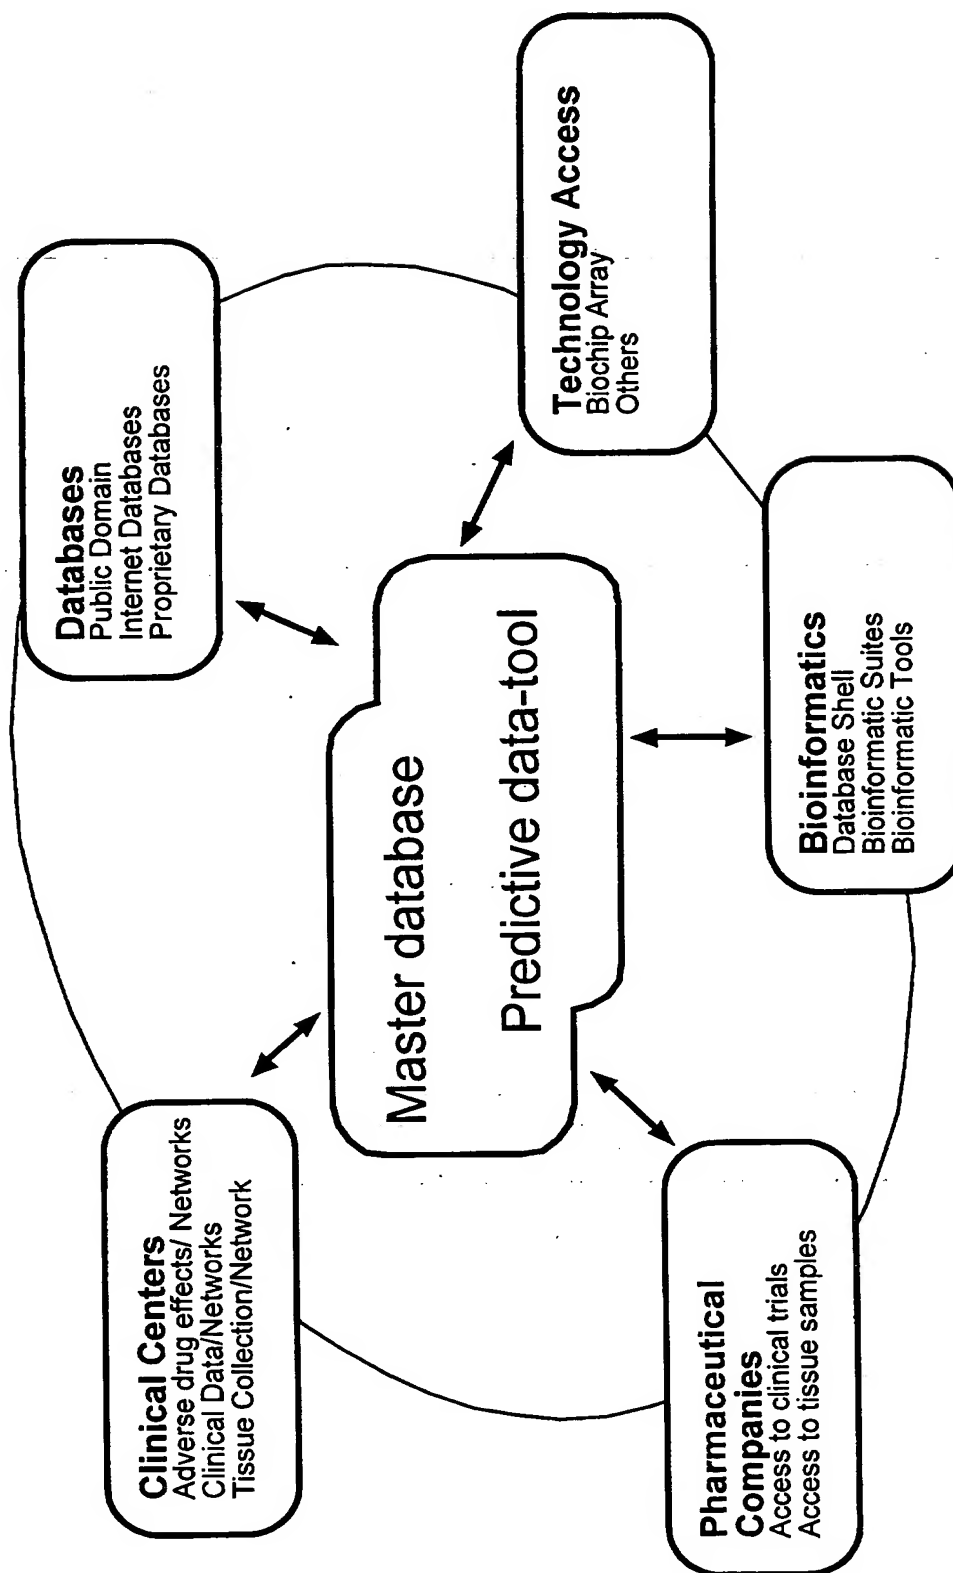 Clinical Centers
Adverse drug effects/ Networks
Clinical Data/Networks
Tissue Collection/Network
Databases
Public Domain
Internet Databases
Proprietary Databases
Master database
Predictive data-tool
Technology Access
Biochip Array
Others
Pharmaceutical
Companies
Access to clinical trials
Access to tissue samples
Bioinformatics
Database Shell
Bioinformatic Suites
Bioinformatic Tools